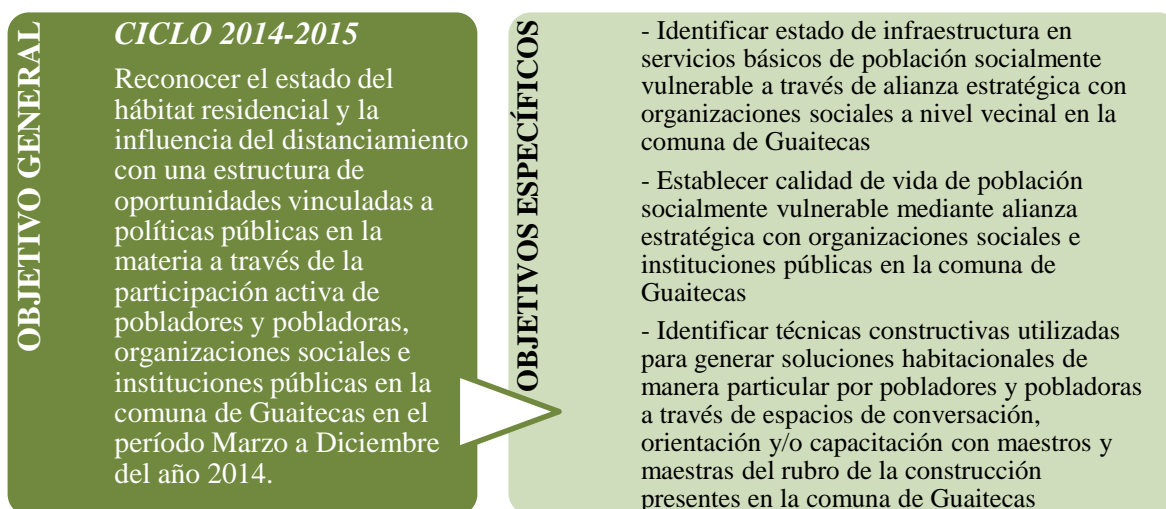 OBJETIVO GENERAL
CICLO 2014-2015
Reconocer el estado del
hábitat residencial y la
influencia del distanciamiento
con una estructura de
oportunidades vinculadas a
políticas públicas en la
materia a través de la
participación activa de
pobladores y pobladoras,
organizaciones sociales e
instituciones públicas en la
comuna de Guaitecas en el
período Marzo a Diciembre
del año 2014.
OBJETIVOS ESPECÍFICOS
- Identificar estado de infraestructura en
servicios básicos de población socialmente
vulnerable a través de alianza estratégica con
organizaciones sociales a nivel vecinal en la
comuna de Guaitecas
- Establecer calidad de vida de población
socialmente vulnerable mediante alianza
estratégica con organizaciones sociales e
instituciones públicas en la comuna de
Guaitecas
- Identificar técnicas constructivas utilizadas
para generar soluciones habitacionales de
manera particular por pobladores y pobladoras
a través de espacios de conversación,
orientación y/o capacitación con maestros y
maestras del rubro de la construcción
presentes en la comuna de Guaitecas